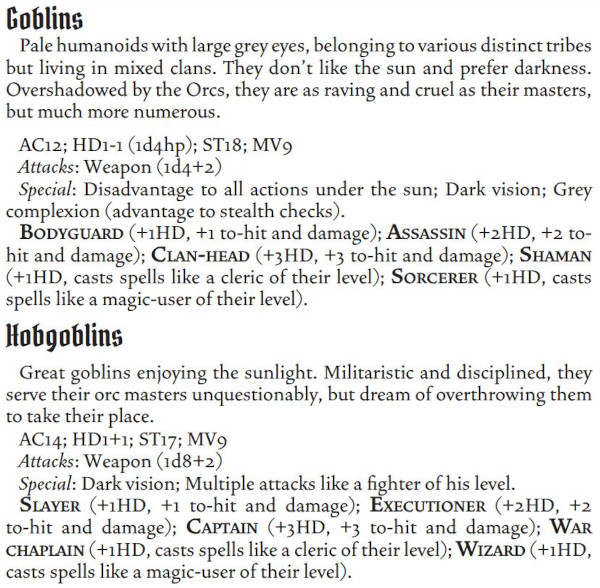 Goblins
Pale humanoids with large grey eyes, belonging to various distinct tribes
but living in mixed clans. They don't like the sun and prefer darkness.
Overshadowed by the Orcs, they are as raving and cruel as their masters,
but much more numerous.
AC12; HD1-1 (1d4hp); ST18; MV9
Attacks: Weapon (1d4+2)
Special: Disadvantage to all actions under the sun; Dark vision; Grey
complexion (advantage to stealth checks).
BODYGUARD (+1HD, +1 to-hit and damage); ASSASSIN (+2HD, +2 to-
hit and damage); CLAN-HEAD (+3HD, +3 to-hit and damage); SHAMAN
(+1HD, casts spells like a cleric of their level); SORCERER (+1HD, casts
spells like a magic-user of their level).
Hobgoblins
Great goblins enjoying the sunlight. Militaristic and disciplined, they
serve their orc masters unquestionably, but dream of overthrowing them
to take their place.
AC14; HD1+1; ST17; MV9
Attacks: Weapon (1d8+2)
Special: Dark vision; Multiple attacks like a fighter of his level.
SLAYER (+1HD, +1 to-hit and damage); EXECUTIONER (+2HD, +2
to-hit and damage); CAPTAIN (+3HD, +3 to-hit and damage); WAR
CHAPLAIN (+1HD, casts spells like a cleric of their level); WIZARD (+1HD,
casts spells like a magic-user of their level).